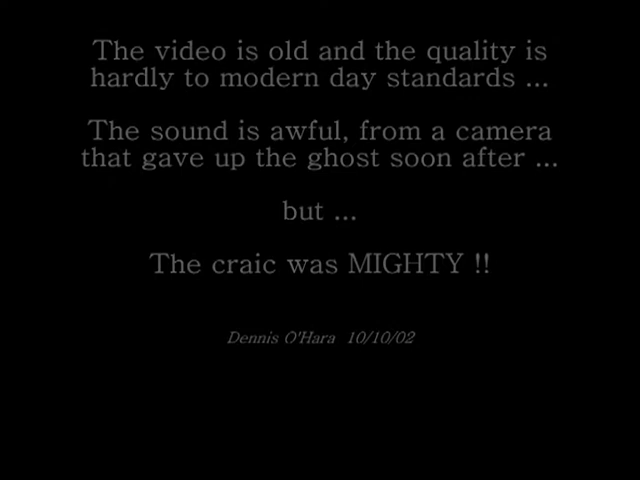 The video is old and the quality is
hardly to modern day standards ...
The sound is awful, from a camera
that gave up the ghost soon after ...
but ...
The craic was MIGHTY !!
Dennis O'Hara 10/10/02